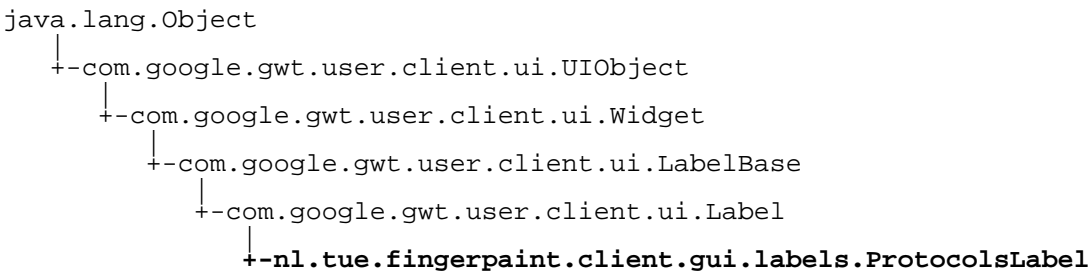 java.lang.Object
|
+-com.google.gwt.user.client.ui.UIObject
|
+-com.google.gwt.user.client.ui.Widget
|
+-com.google.gwt.user.client.ui.LabelBase
|
+-com.google.gwt.user.client.ui.Label
|
+-nl.tue.fingerpaint.client.gui.labels.ProtocolsLabel